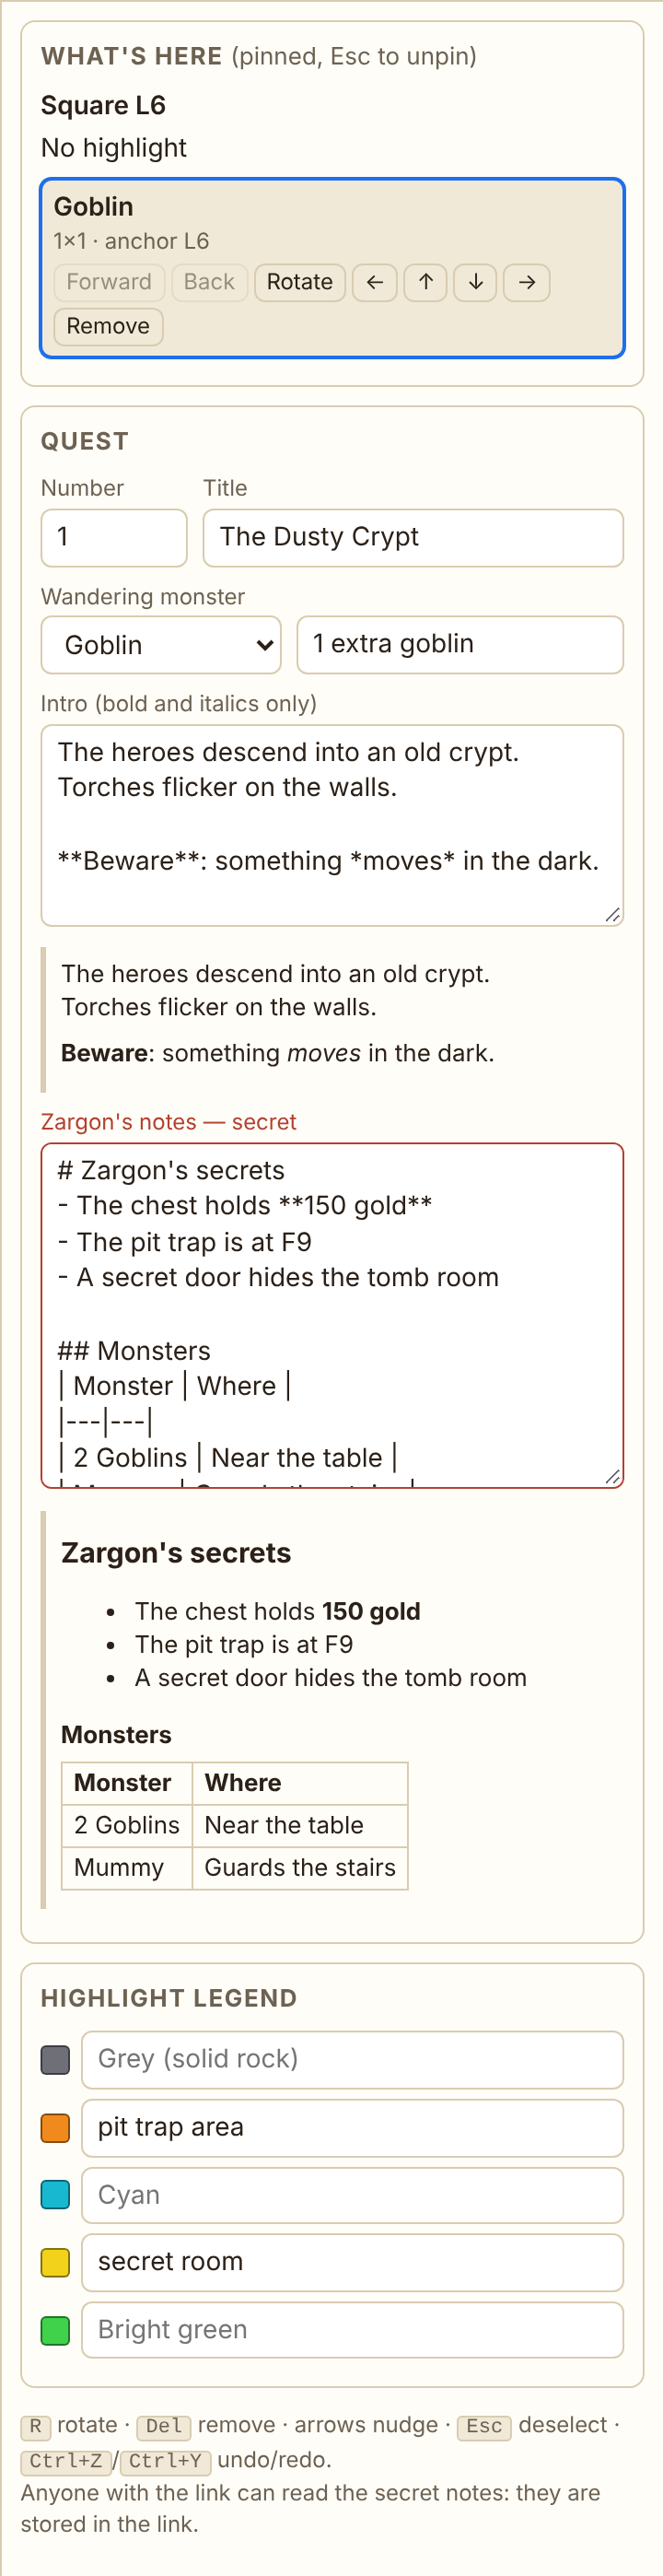 WHAT'S HERE (pinned, Esc to unpin)
Square L6
No highlight
Goblin
1×1 · anchor L6
Forward Back Rotate ← ↑ ↓ →
Remove
QUEST
Number Title
1 The Dusty Crypt
Wandering monster
Goblin 1 extra goblin
Intro (bold and italics only)
The heroes descend into an old crypt.
Torches flicker on the walls.
**Beware**: something *moves* in the dark.
The heroes descend into an old crypt.
Torches flicker on the walls.
Beware: something moves in the dark.
Zargon's notes — secret
# Zargon's secrets
- The chest holds **150 gold**
- The pit trap is at F9
- A secret door hides the tomb room
## Monsters
| Monster | Where |
|---|---|
| 2 Goblins | Near the table |
Zargon's secrets
• The chest holds 150 gold
• The pit trap is at F9
• A secret door hides the tomb room
Monsters
Monster Where
2 Goblins Near the table
Mummy Guards the stairs
HIGHLIGHT LEGEND
Grey (solid rock)
pit trap area
Cyan
secret room
Bright green
R rotate · Del remove · arrows nudge · Esc deselect ·
Ctrl+Z/Ctrl+Y undo/redo.
Anyone with the link can read the secret notes: they are
stored in the link.